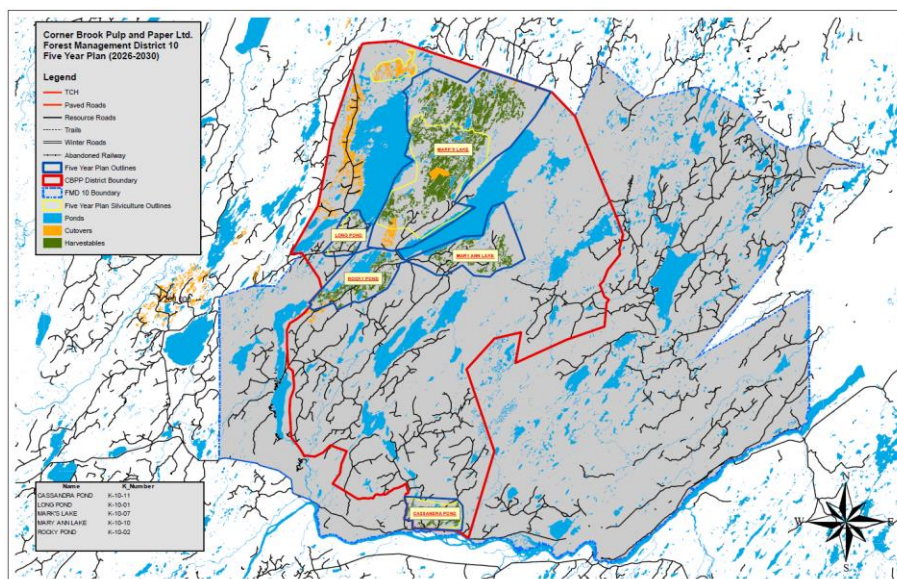 Corner Brook Pulp and Paper Ltd.
Forest Management District 10
Five Year Plan (2026-2030)
Legend
TCH
Paved Roads
Resource Roads
Trails
Winter Roads
Abandoned Railway
Five Year Plan Outlines
CBPP District Boundary
FMD 10 Boundary
Five Year Plan Silviculture Outlines
Ponds
Cutovers
Harvestables
MARK'S LAKE
LONG POND
MARY ANN LAKE
ROCKY POND
CASSANDRA POND
Name K_Number
CASSANDRA POND K-10-11
LONG POND K-10-01
MARK'S LAKE K-10-07
MARY ANN LAKE K-10-10
ROCKY POND K-10-02
N
W E
S